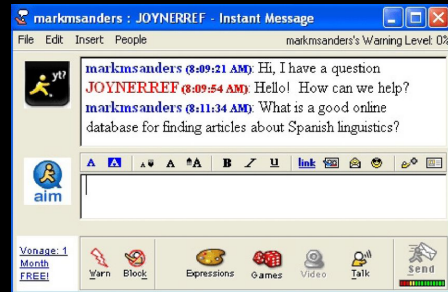 markmsanders : JOYNERREF - Instant Message
File Edit Insert People markmsanders's Warning Level: 0%
yt?
markmsanders (8:09:21 AM): Hi, I have a question
JOYNERREF (8:09:54 AM): Hello! How can we help?
markmsanders (8:11:34 AM): What is a good online
database for finding articles about Spanish linguistics?
A A A A A B I U link
aim
Vonage: 1
Month
FREE!
Warn Block Expressions Games Video Talk Send